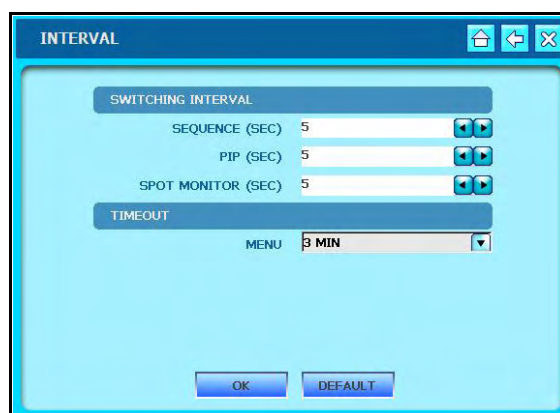 INTERVAL
SWITCHING INTERVAL
SEQUENCE (SEC) 5
PIP (SEC) 5
SPOT MONITOR (SEC) 5
TIMEOUT
MENU 3 MIN
OK DEFAULT